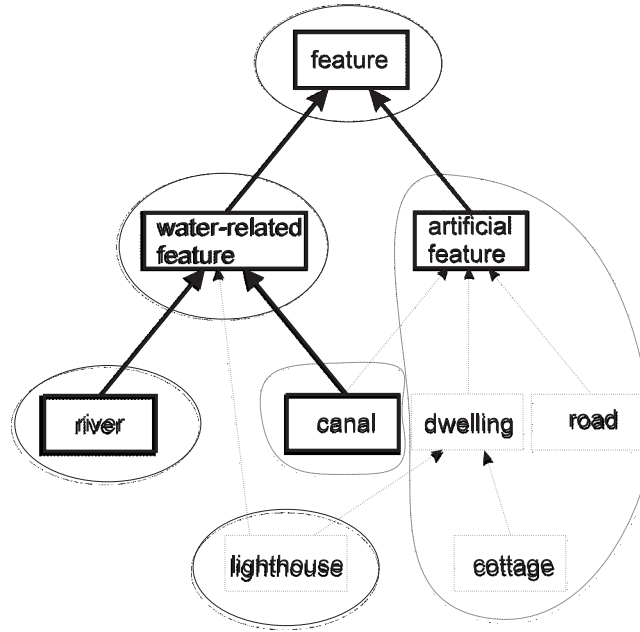 feature
water-related
feature
artificial
feature
river
canal
dwelling
road
lighthouse
cottage